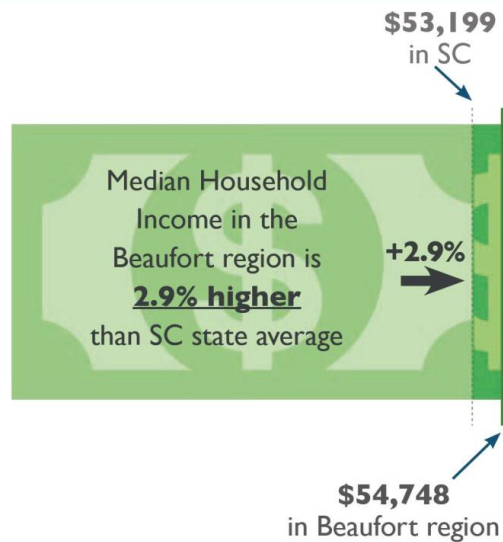 $53,199
in SC
Median Household
Income in the
Beaufort region is
2.9% higher
than SC state average
+2.9%
$54,748
in Beaufort region